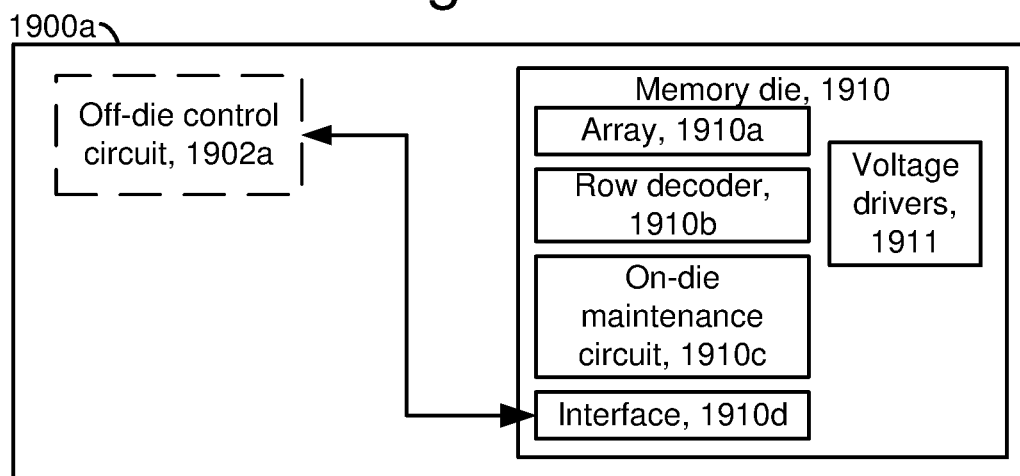 1900a
Off-die control
circuit, 1902a
Memory die, 1910
Array, 1910a
Row decoder,
1910b
On-die
maintenance
circuit, 1910c
Interface, 1910d
Voltage
drivers,
1911